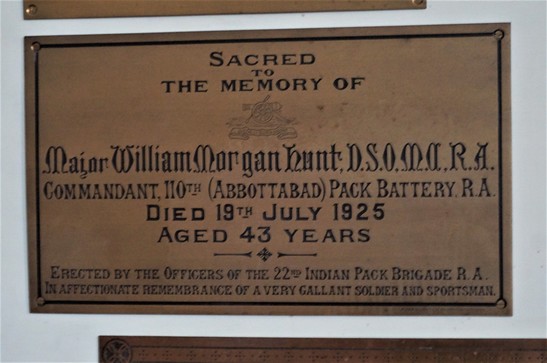 SACRED
TO
THE MEMORY OF
Major William Morgan Hunt, D.S.O., M.C., R.A.
COMMANDANT, 110TH (ABBOTTABAD) PACK BATTERY, R.A.
DIED 19TH JULY 1925
AGED 43 YEARS
ERECTED BY THE OFFICERS OF THE 22ND INDIAN PACK BRIGADE R.A.
IN AFFECTIONATE REMEMBRANCE OF A VERY GALLANT SOLDIER AND SPORTSMAN.